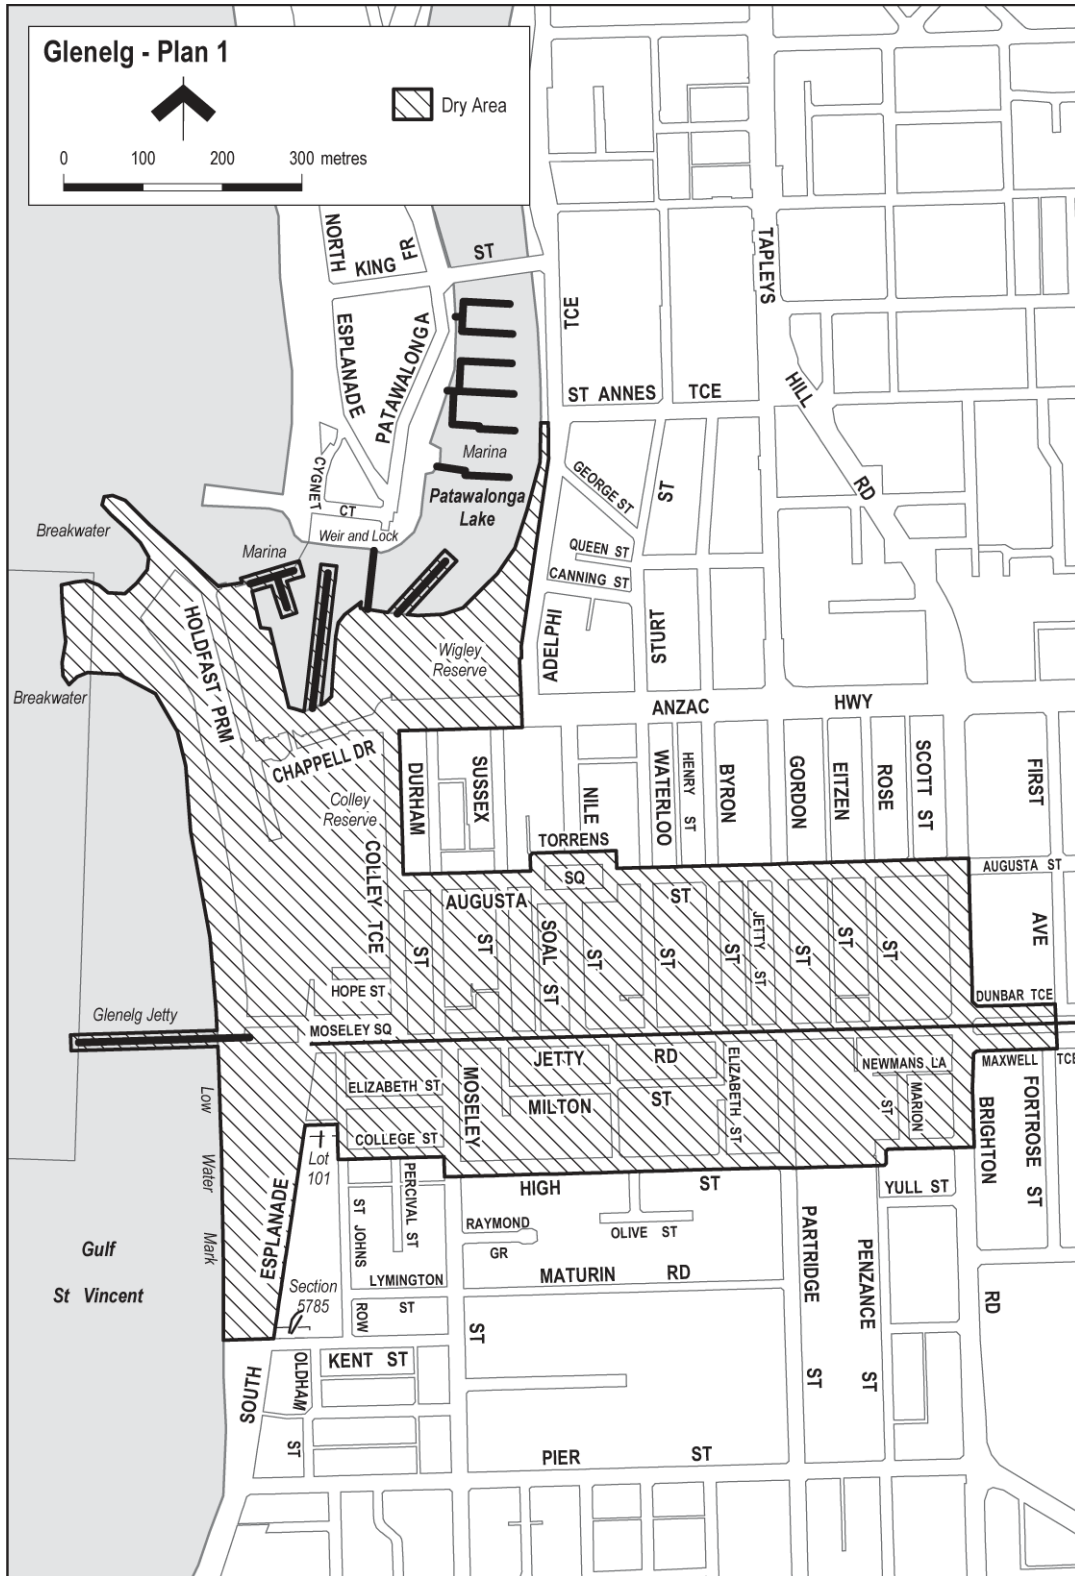 Glenelg - Plan 1
Dry Area
0 100 200 300 metres
NORTH
KING
FR
ST
ESPLANADE
PATAWALONGA
TCE
TAPLEYS
ST ANNES TCE
HILL
RD
Marina
Patawalonga
Lake
CYGNET
CT
GEORGE ST
ST
Breakwater
Marina
Weir and Lock
QUEEN ST
CANNING ST
HOLDFAST PRM
Wigley
Reserve
ADELPHI
STURT
Breakwater
ANZAC HWY
CHAPPELL DR
Colley
Reserve
DURHAM
SUSSEX
NILE
WATERLOO
HENRY ST
BYRON
GORDON
EITZEN
ROSE
SCOTT ST
FIRST
TORRENS
SQ
AUGUSTA ST
COLLEY TCE
AUGUSTA
ST
ST
ST
SOAL ST
ST
ST
ST
JETTY ST
ST
ST
ST
AVE
HOPE ST
DUNBAR TCE
Glenelg Jetty
MOSELEY SQ
JETTY RD
ELIZABETH ST
MOSELEY
MILTON
ST
ELIZABETH ST
NEWMANS LA
MAXWELL TCE
ST
MARION
BRIGHTON
FORTROSE ST
COLLEGE ST
Low
Water
Mark
Lot
101
ESPLANADE
PERCIVAL ST
ST JOHNS
HIGH ST
YULL ST
RAYMOND
GR
OLIVE ST
PARTRIDGE
PENZANCE
Gulf
St Vincent
Section
5785
LYMINGTON
ST
ROW
MATURIN RD
RD
KENT ST
ST
ST
ST
SOUTH
OLDHAM
ST
PIER ST